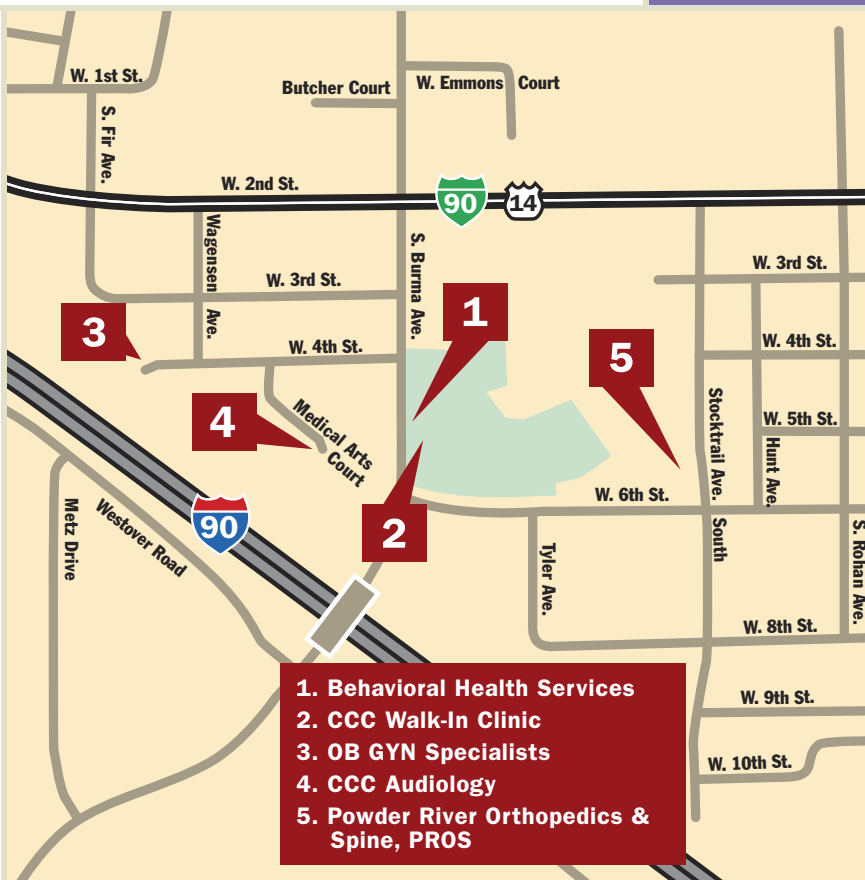 W. 1st St.
Butcher Court
W. Emmons Court
S. Fir Ave.
W. 2nd St.
90
14
Wagensen Ave.
S. Burma Ave.
W. 3rd St.
W. 3rd St.
1
3
W. 4th St.
W. 4th St.
5
4
Medical Arts
Court
Stocktrail Ave.
W. 5th St.
Hunt Ave.
W. 6th St.
90
2
Metz Drive
Westover Road
Tyler Ave.
South
S. Rohan Ave.
W. 8th St.
W. 9th St.
W. 10th St.
1. Behavioral Health Services
2. CCC Walk-In Clinic
3. OB GYN Specialists
4. CCC Audiology
5. Powder River Orthopedics &
Spine, PROS